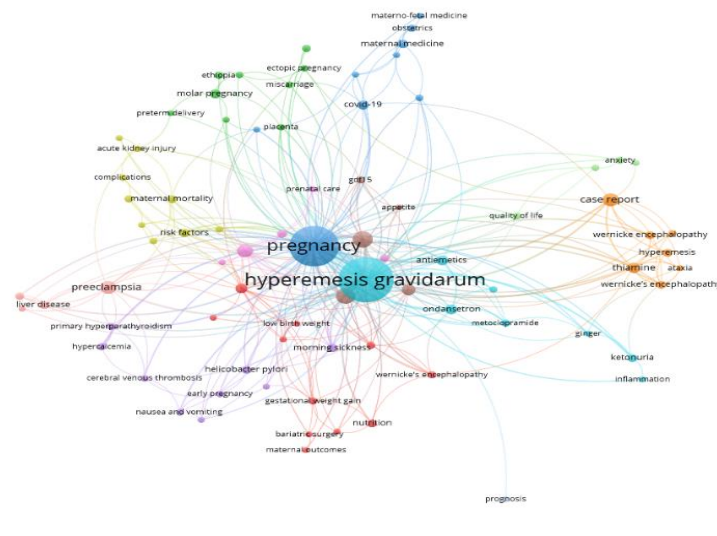 materno-fetal medicine
obstetrics
maternal medicine
ectopic pregnancy
ethiopia
miscarriage
molar pregnancy
covid-19
preterm delivery
placenta
acute kidney injury
anxiety
complications
gdf15
prenatal care
maternal mortality
case report
appetite
quality of life
risk factors
wernicke encephalopathy
pregnancy
hyperemesis
antiemetics
thiamine
ataxia
hyperemesis gravidarum
wernicke's encephalopathy
preeclampsia
liver disease
ondansetron
low birth weight
metoclopramide
primary hyperparathyroidism
ginger
hypercalcemia
morning sickness
ketonuria
helicobacter pylori
wernicke's encephalopathy
cerebral venous thrombosis
inflammation
early pregnancy
gestational weight gain
nausea and vomiting
nutrition
bariatric surgery
maternal outcomes
prognosis